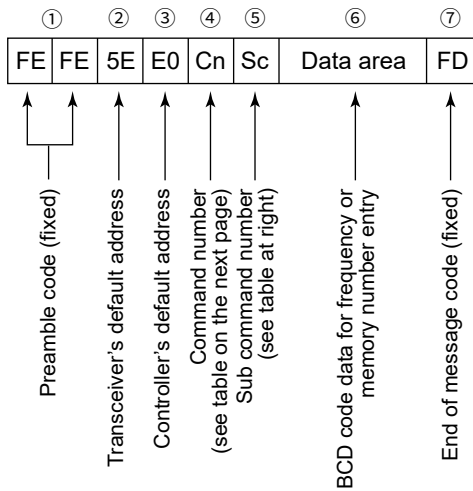 ① ② ③ ④ ⑤ ⑥ ⑦
FE FE 5E E0 Cn Sc Data area FD
Preamble code (fixed)
Transceiver's default address
Controller's default address
Command number
(see table on the next page)
Sub command number
(see table at right)
BCD code data for frequency or
memory number entry
End of message code (fixed)